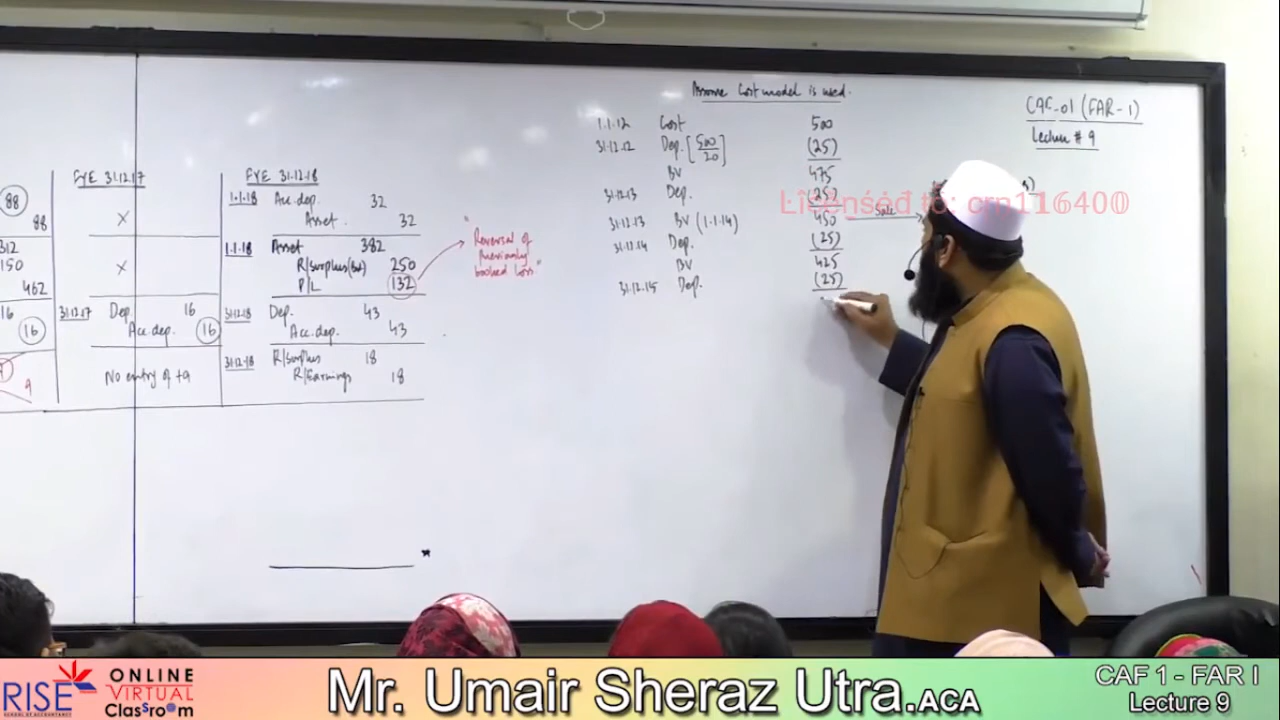 Assume Cost model is used.
CAF-01 (FAR-1)
Lecture # 9
1.1.12 Cost 500
31.12.12 Dep. [500/20] (25)
BV 475
31.12.13 Dep. (25)
31.12.13 BV (1.1.14) 450 Sale
31.12.14 Dep. (25)
BV 425
31.12.15 Dep. (25)
88
88
312
150
462
16
16
9
FYE 31.12.17
X
X
31.12.17 Dep. 16
Acc.dep. 16
No entry of +9
FYE 31.12.18
1.1.18 Acc.dep. 32
Asset. 32
1.1.18 Asset 382
R/Surplus(Bal) 250
P/L 132
31.12.18 Dep. 43
Acc.dep. 43
31.12.18 R/Surplus 18
R/Earnings 18
"Reversal of
Previously
booked loss"
Licensed to: crn116400
RISE
SCHOOL OF ACCOUNTANCY
ONLINE
VIRTUAL
Classroom
Mr. Umair Sheraz Utra.ACA
CAF 1 - FAR I
Lecture 9